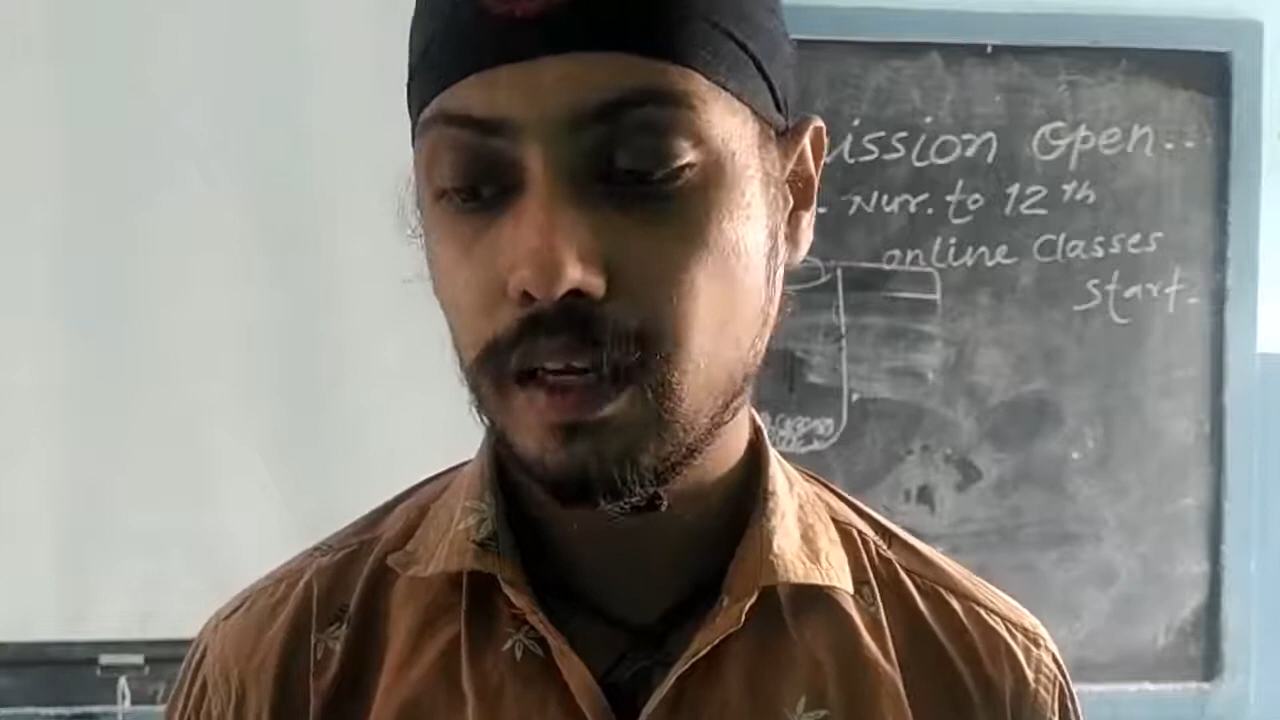 ission Open..
. Nur. to 12th
online Classes
Start.